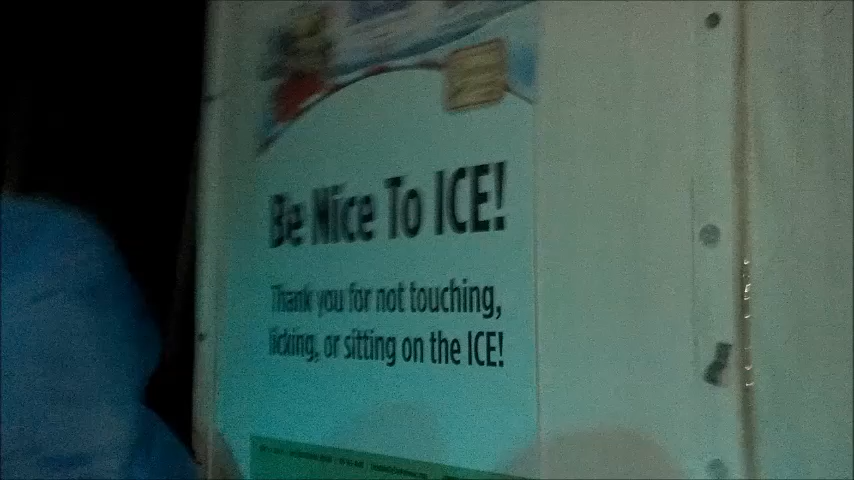 Be Nice To ICE!
Thank you for not touching,
licking, or sitting on the ICE!